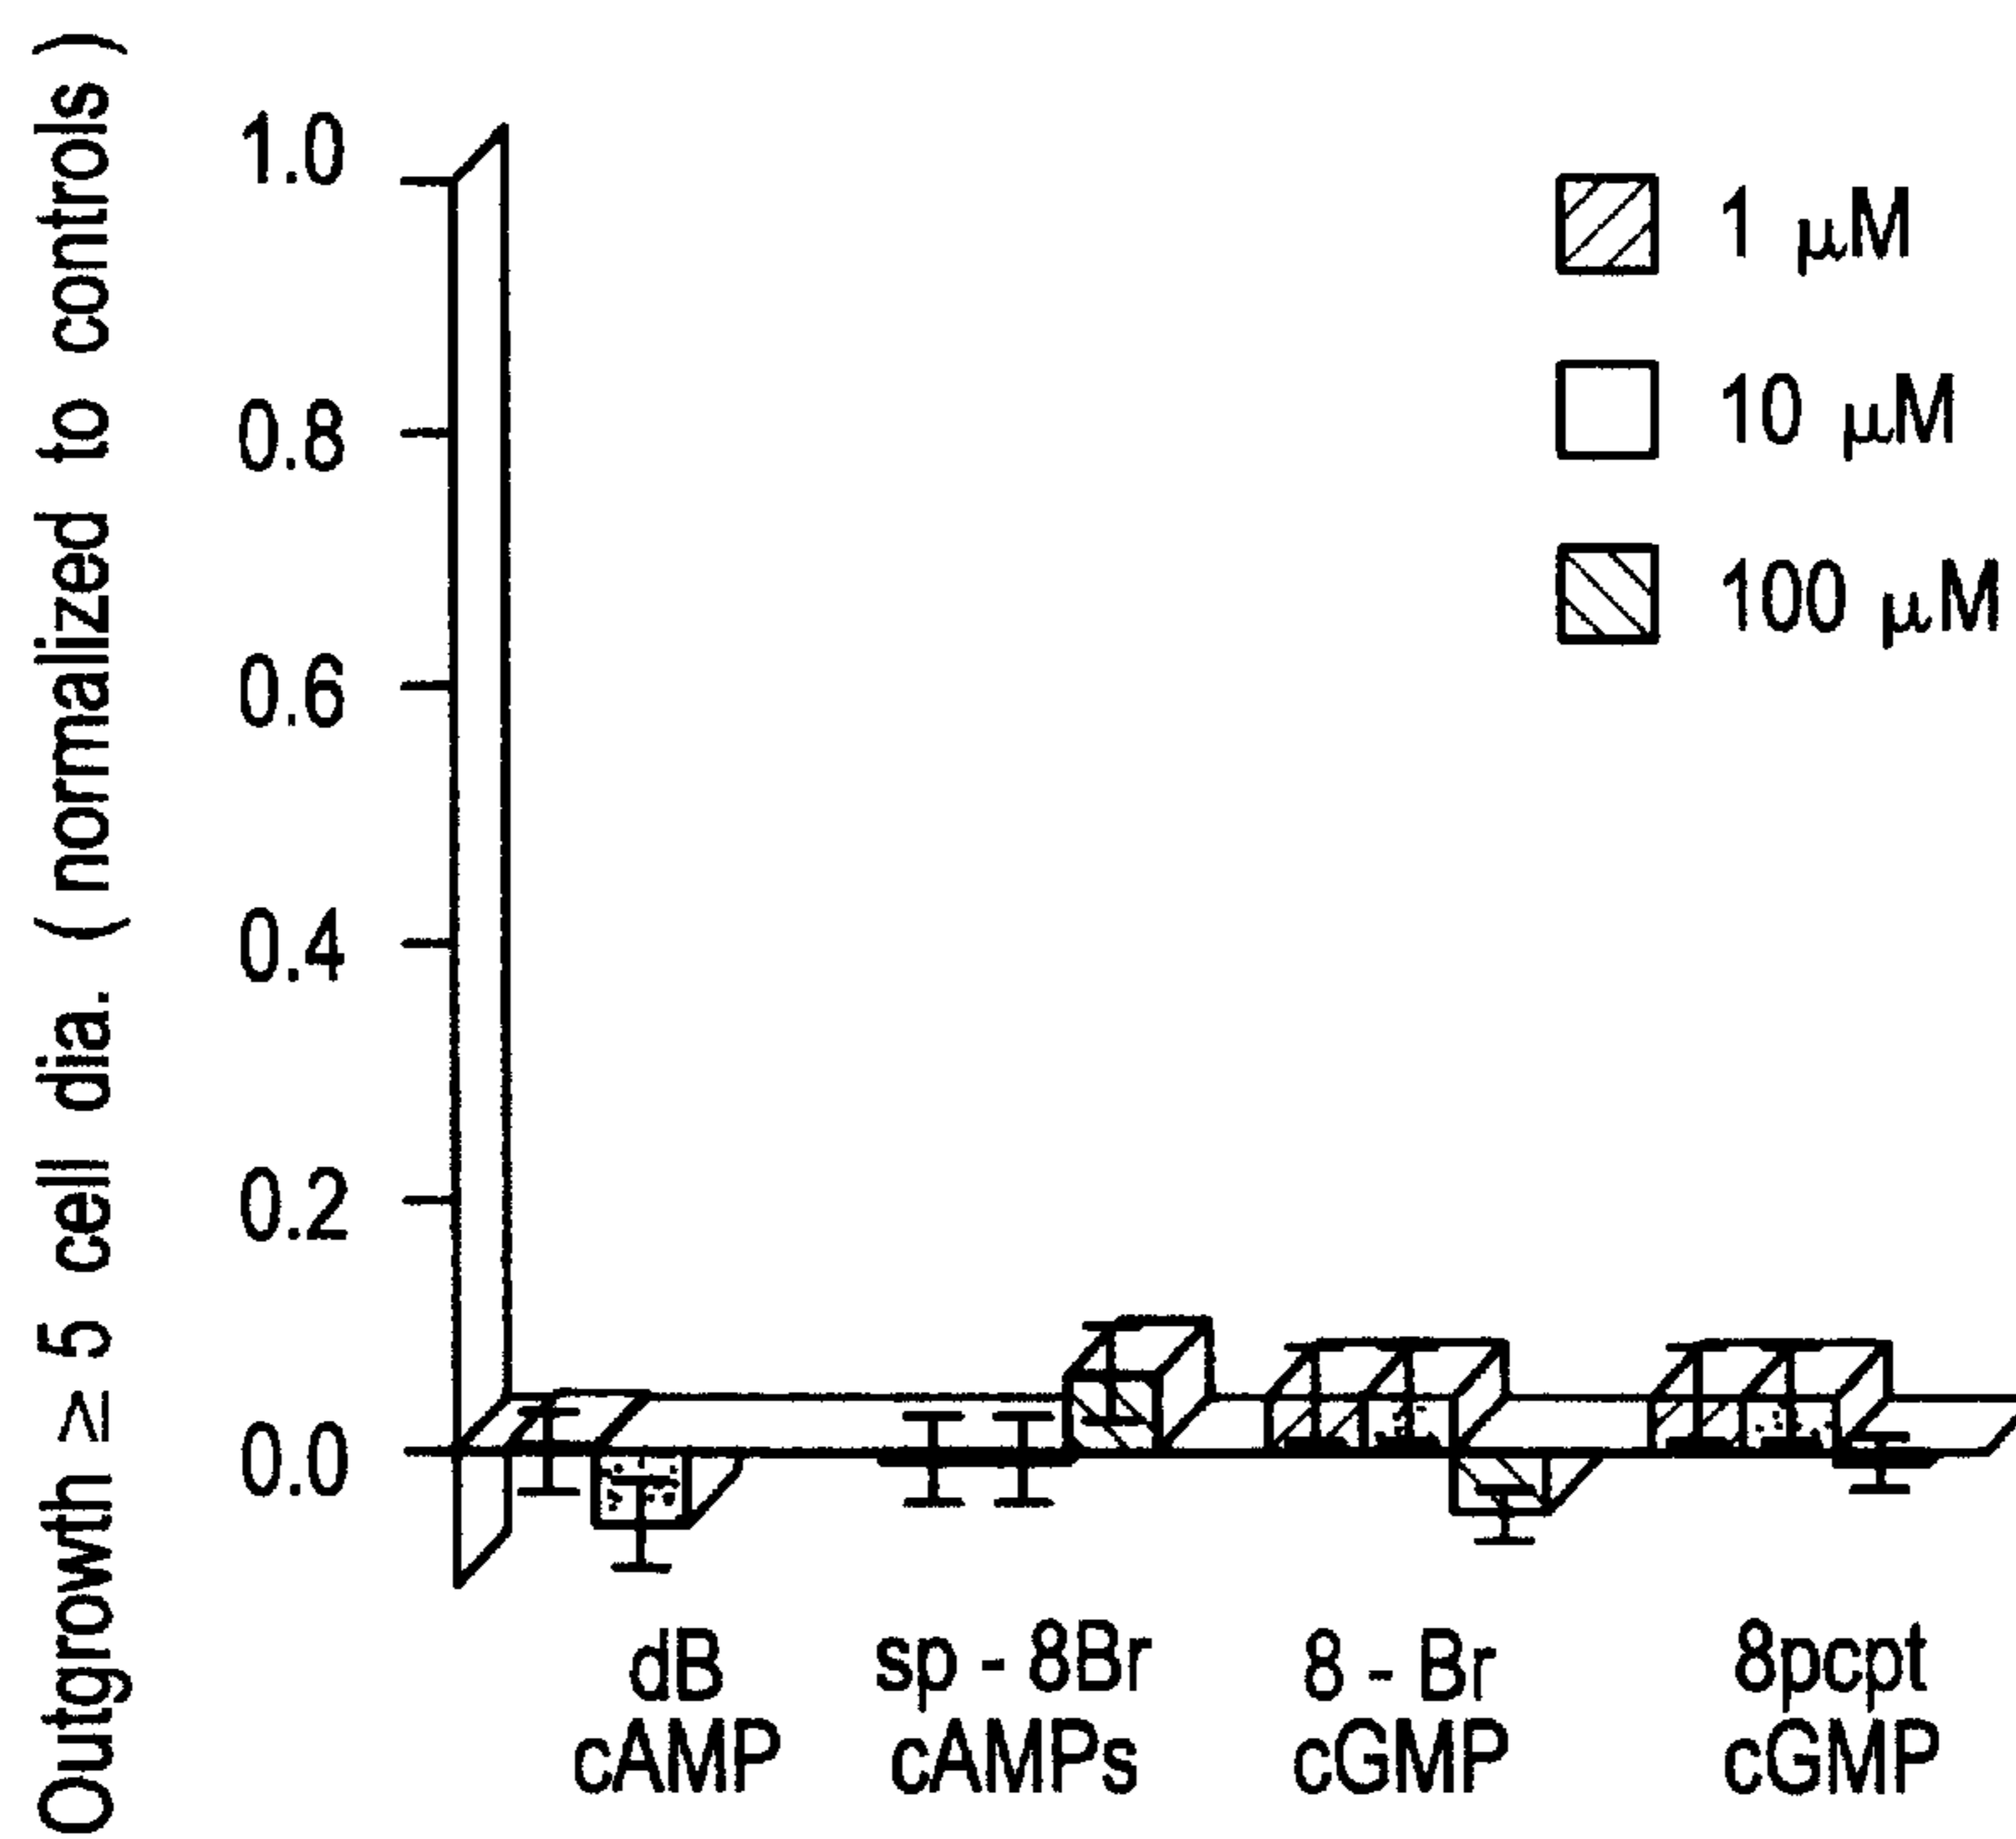 Outgrowth ≥ 5 cell dia. ( normalized to controls )
1.0
0.8
0.6
0.4
0.2
0.0
1 μM
10 μM
100 μM
dB
cAMP
sp - 8Br
cAMPs
8 - Br
cGMP
8pcpt
cGMP